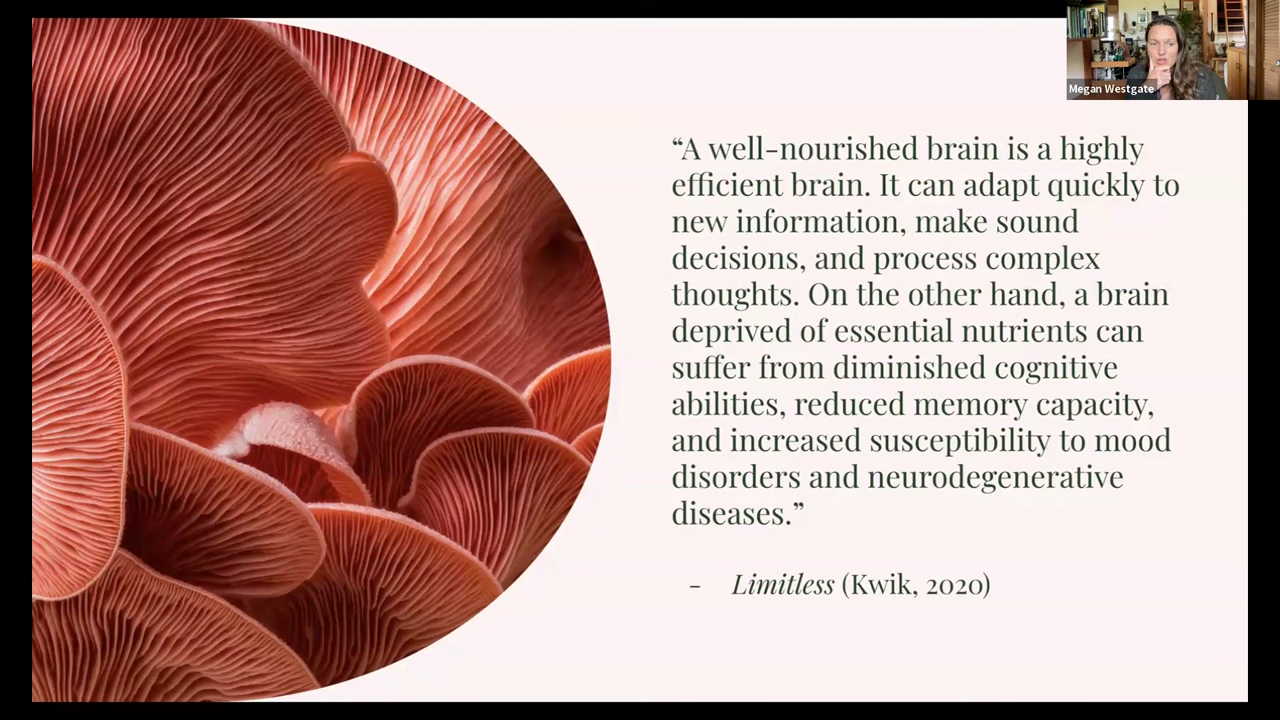 Megan Westgate
“A well-nourished brain is a highly
efficient brain. It can adapt quickly to
new information, make sound
decisions, and process complex
thoughts. On the other hand, a brain
deprived of essential nutrients can
suffer from diminished cognitive
abilities, reduced memory capacity,
and increased susceptibility to mood
disorders and neurodegenerative
diseases.”
- Limitless (Kwik, 2020)